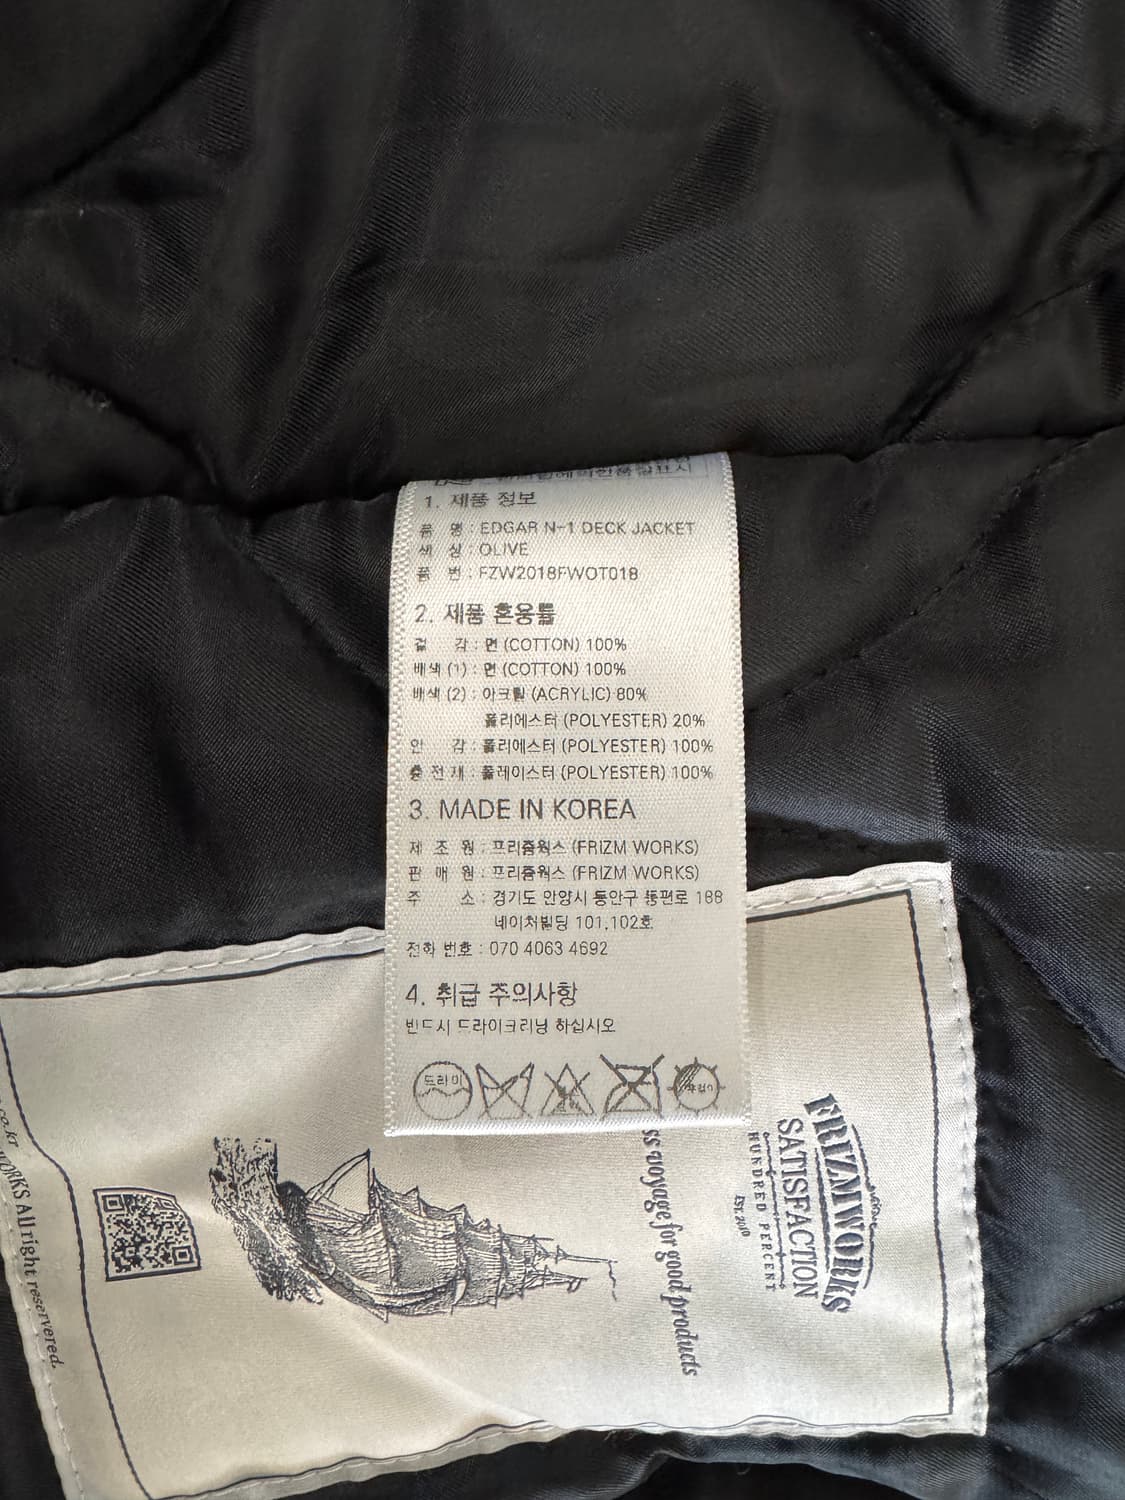 1. 제품 정보
품 명 : EDGAR N-1 DECK JACKET
색 상 : OLIVE
품 번 : FZW2018FWOT018
2. 제품 혼용률
겉 감 : 면 (COTTON) 100%
배색 (1) : 면 (COTTON) 100%
배색 (2) : 아크릴 (ACRYLIC) 80%
폴리에스터 (POLYESTER) 20%
안 감 : 폴리에스터 (POLYESTER) 100%
충 전 재 : 폴레이스터 (POLYESTER) 100%
3. MADE IN KOREA
제 조 원 : 프리즘웍스 (FRIZM WORKS)
판 매 원 : 프리즘웍스 (FRIZM WORKS)
주 소 : 경기도 안양시 동안구 동편로 188
네이처빌딩 101,102호
전화 번호 : 070 4063 4692
4. 취급 주의사항
반드시 드라이크리닝 하십시오
드라이
FRIZMWORKS
SATISFACTION
HUNDRED PERCENT
EST. 2010
voyage for good products
co.kr
WORKS All right reserved.